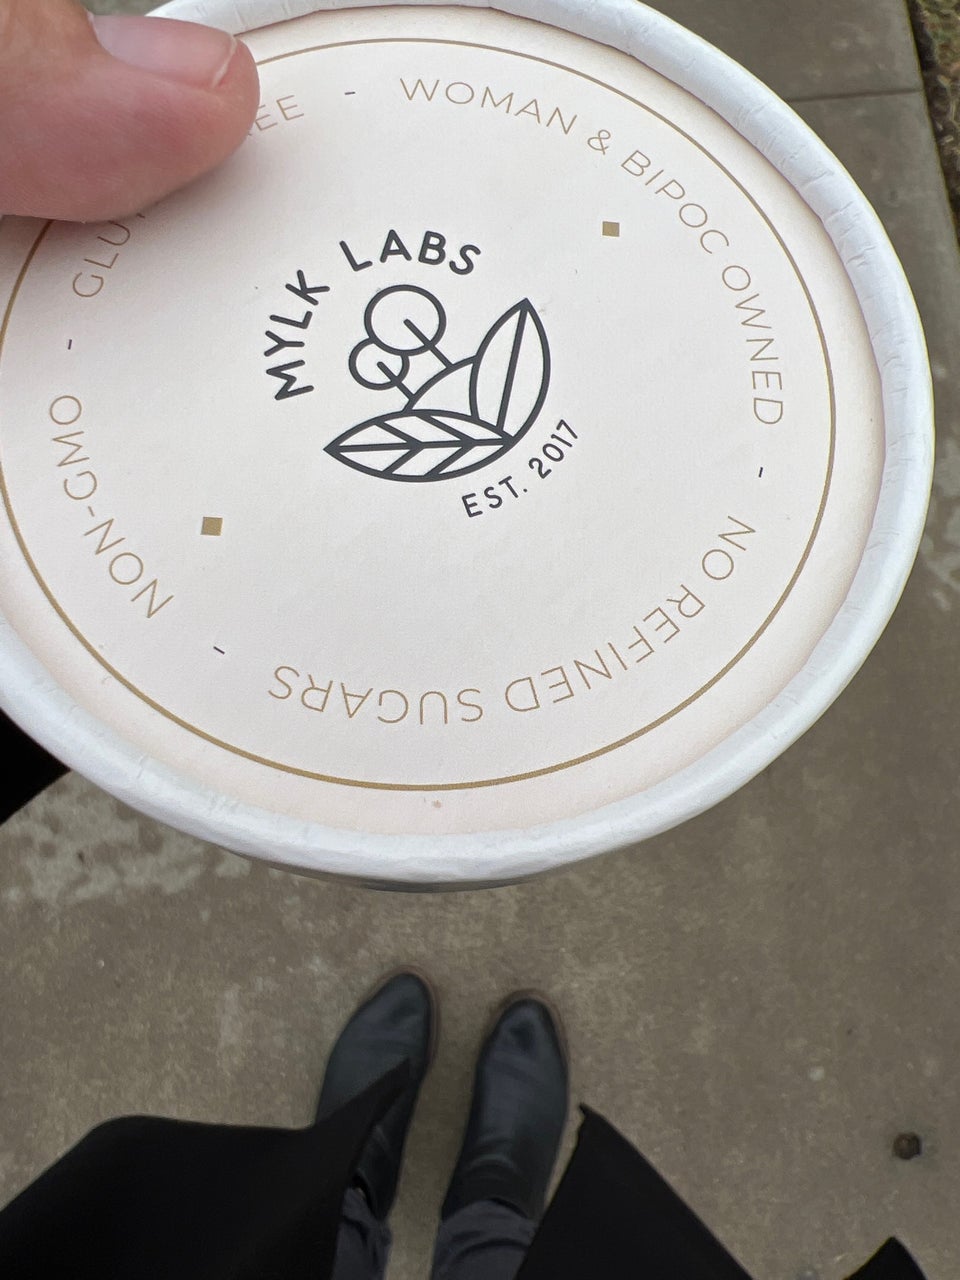 MYLK LABS
EST. 2017
WOMAN & BIPOC OWNED - NO REFINED SUGARS - NON-GMO -